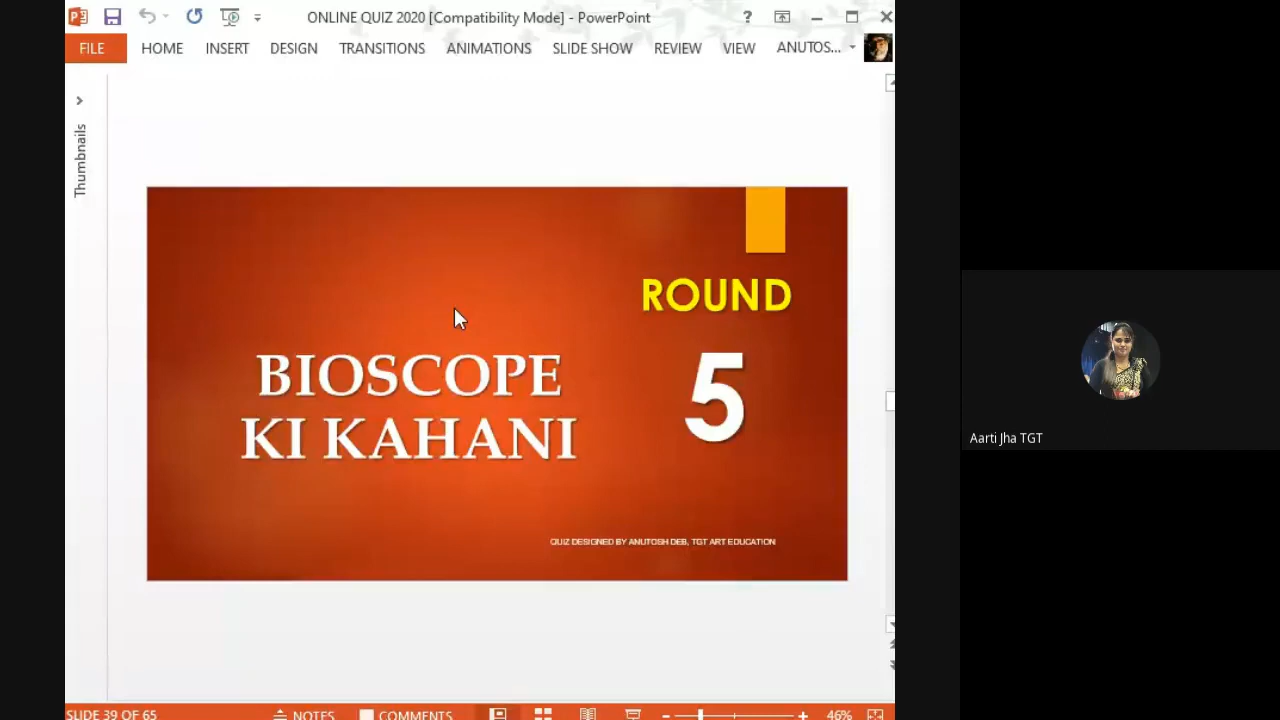 ONLINE QUIZ 2020 [Compatibility Mode] - PowerPoint
FILE HOME INSERT DESIGN TRANSITIONS ANIMATIONS SLIDE SHOW REVIEW VIEW ANUTOS...
Thumbnails
ROUND
5
BIOSCOPE
KI KAHANI
QUIZ DESIGNED BY ANUTOSH DEB, TGT ART EDUCATION
Aarti Jha TGT
SLIDE 39 OF 65 NOTES COMMENTS 46%